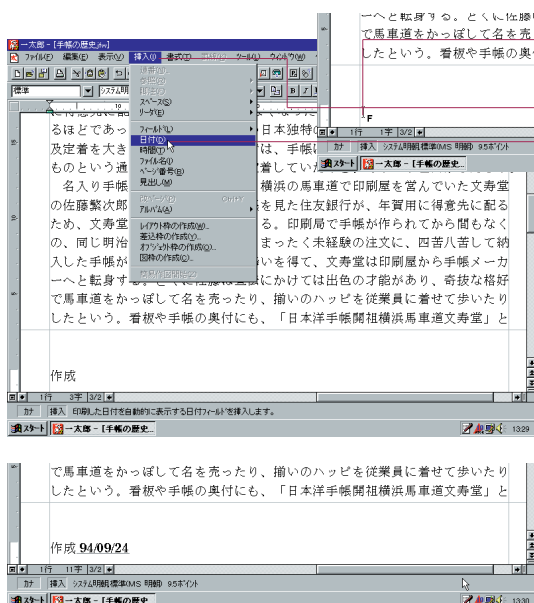 一太郎 - [手帳の歴史.jfw]
ファイル(F) 編集(E) 表示(V) 挿入(I) 書式(T) ツール(L) ウィンドウ(W)
標準
スペース(S)
リーダ(E)
フィールド(L)
日付(D)
時間(T)
ファイル名(I)
ページ番号(B)
見出し(M)
アルバム(A)
レイアウト枠の作成(W)...
差込枠の作成(V)...
オブジェクト枠の作成(G)...
図枠の作成(C)...
るほどであっ
日本独特の
及定着を大き
は、手帳に
ものという通
着してい
名入り手帳
横浜の馬車道で印刷屋を営んでいた文寿堂
の佐藤繁次郎
を見た住友銀行が、年賀用に得意先に配る
ため、文寿堂
る。印刷局で手帳が作られてから間もなく
の、同じ明治
まったく未経験の注文に、四苦八苦して納
入した手帳が
いを得て、文寿堂は印刷屋から手帳メーカ
ーへと転身す
にかけては出色の才能があり、奇抜な格好
で馬車道をかっぽして名を売ったり、揃いのハッピを従業員に着せて歩いたり
したという。看板や手帳の奥付にも、「日本洋手帳開祖横浜馬車道文寿堂」と
作成
1行 3字 3/2
カナ 挿入 印刷した日付を自動的に表示する日付フィールドを挿入します。
スタート 一太郎 - [手帳の歴史...
13:29
ーへと転身する。とくに佐藤
で馬車道をかっぽして名を売
したという。看板や手帳の奥
F
1行 1字 3/2
カナ 挿入 システム明朝標準(MS 明朝) 9.5ポイント
スタート 一太郎 - [手帳の歴史..
で馬車道をかっぽして名を売ったり、揃いのハッピを従業員に着せて歩いたり
したという。看板や手帳の奥付にも、「日本洋手帳開祖横浜馬車道文寿堂」と
作成 94/09/24
1行 11字 3/2
カナ 挿入 システム明朝標準(MS 明朝) 9.5ポイント
スタート 一太郎 - [手帳の歴史
13:30